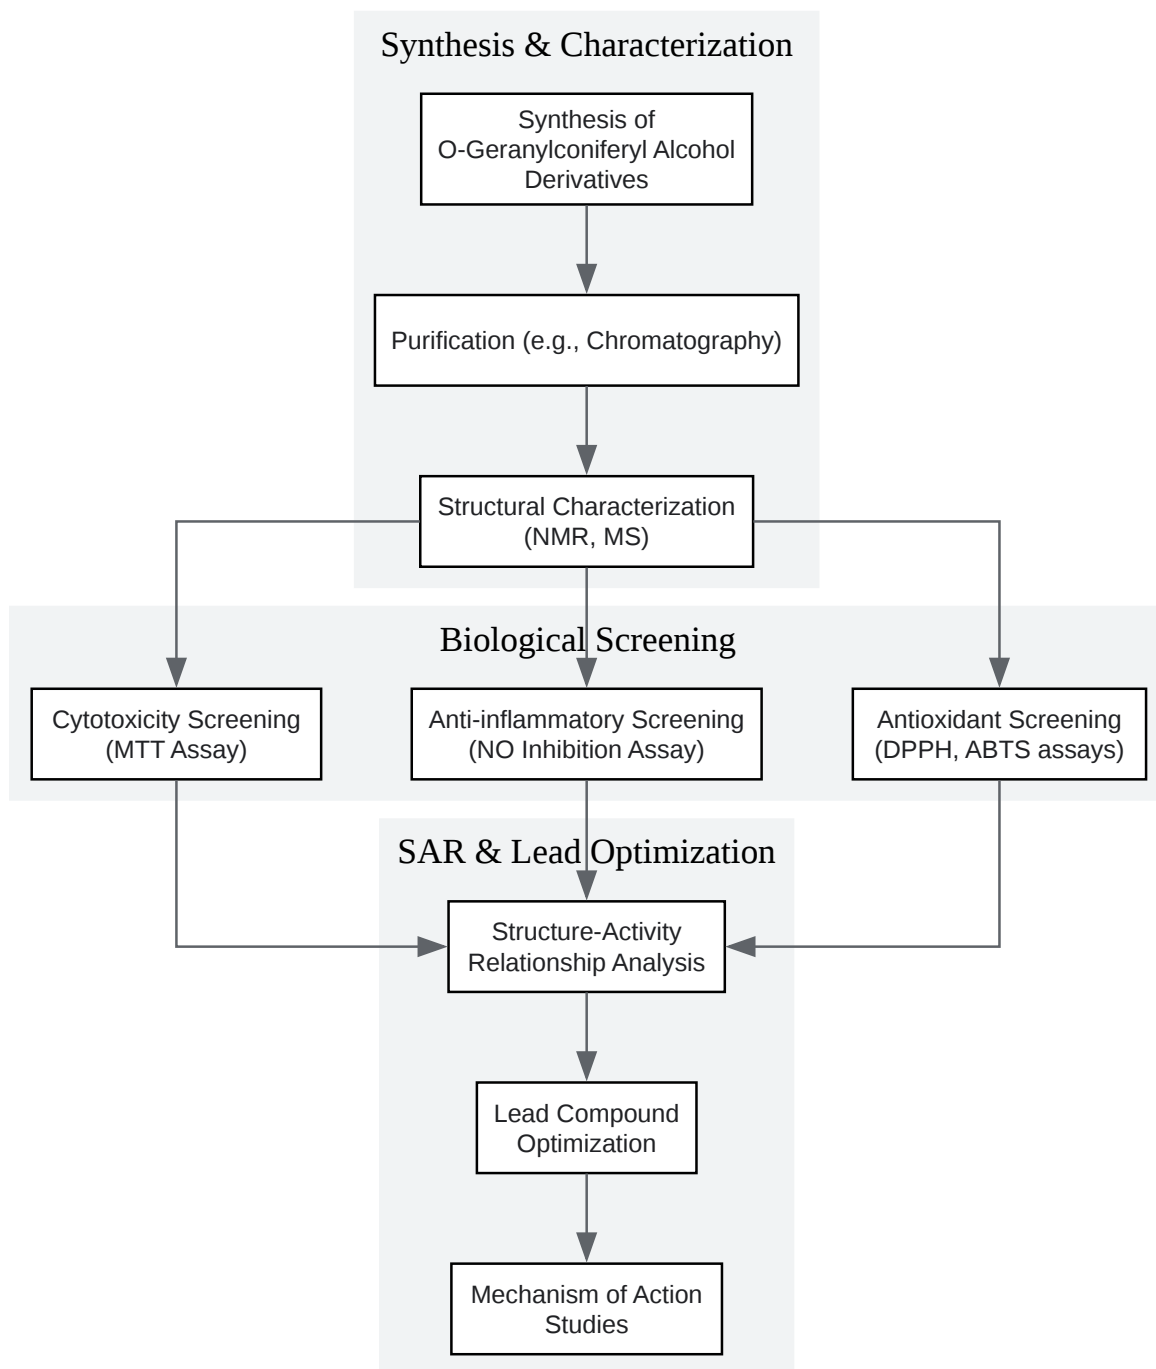 Synthesis & Characterization
Synthesis of
O-Geranylconiferyl Alcohol
Derivatives
Purification (e.g., Chromatography)
Structural Characterization
(NMR, MS)
Biological Screening
Cytotoxicity Screening
(MTT Assay)
Anti-inflammatory Screening
(NO Inhibition Assay)
Antioxidant Screening
(DPPH, ABTS assays)
SAR & Lead Optimization
Structure-Activity
Relationship Analysis
Lead Compound
Optimization
Mechanism of Action
Studies